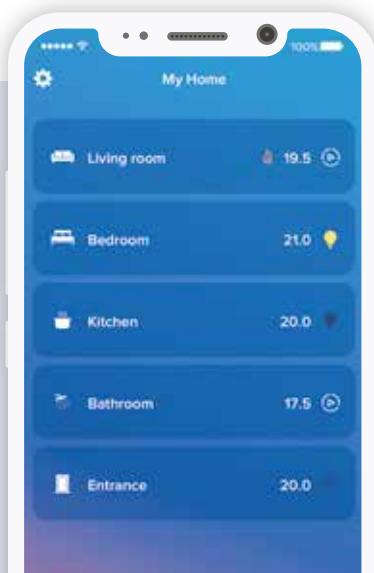 100%
My Home
Living room 19.5
Bedroom 21.0
Kitchen 20.0
Bathroom 17.5
Entrance 20.0